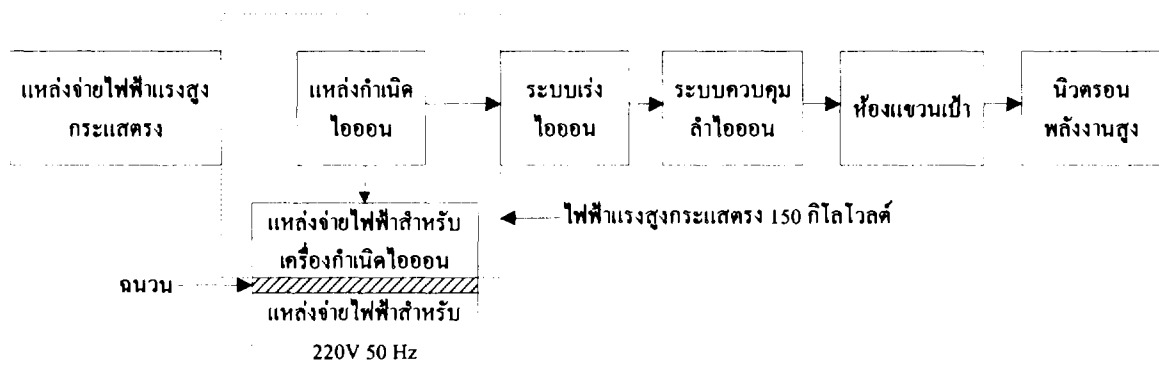 แหล่งจ่ายไฟฟ้าแรงสูง
กระแสตรง
แหล่งกำเนิด
ไอออน
ระบบเร่ง
ไอออน
ระบบควบคุม
ลำไอออน
ห้องแขวนเป้า
นิวตรอน
พลังงานสูง
แหล่งจ่ายไฟฟ้าสำหรับ
เครื่องกำเนิดไอออน
ไฟฟ้าแรงสูงกระแสตรง 150 กิโลโวลต์
ฉนวน
แหล่งจ่ายไฟฟ้าสำหรับ
220V 50 Hz